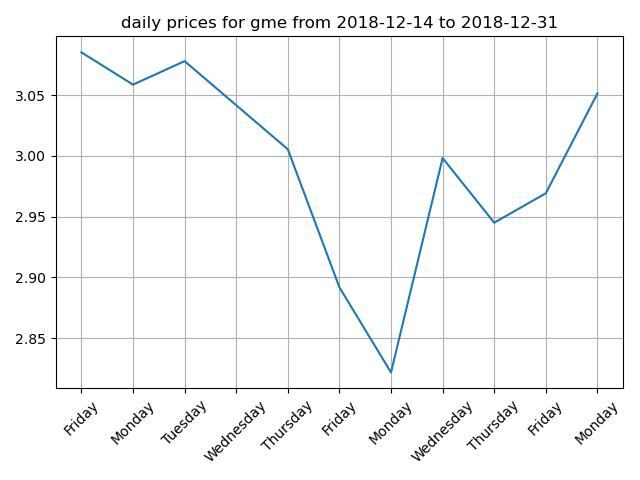 daily prices for gme from 2018-12-14 to 2018-12-31
3.05
3.00
2.95
2.90
2.85
Friday
Monday
Tuesday
Wednesday
Thursday
Friday
Monday
Wednesday
Thursday
Friday
Monday